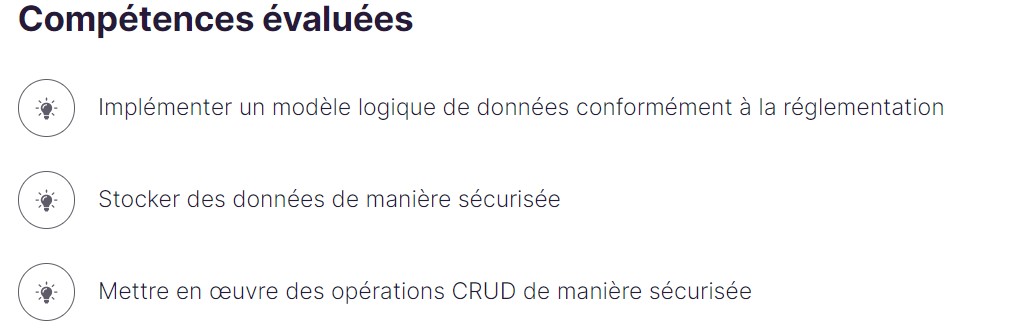 Compétences évaluées
Implémenter un modèle logique de données conformément à la réglementation
Stocker des données de manière sécurisée
Mettre en œuvre des opérations CRUD de manière sécurisée